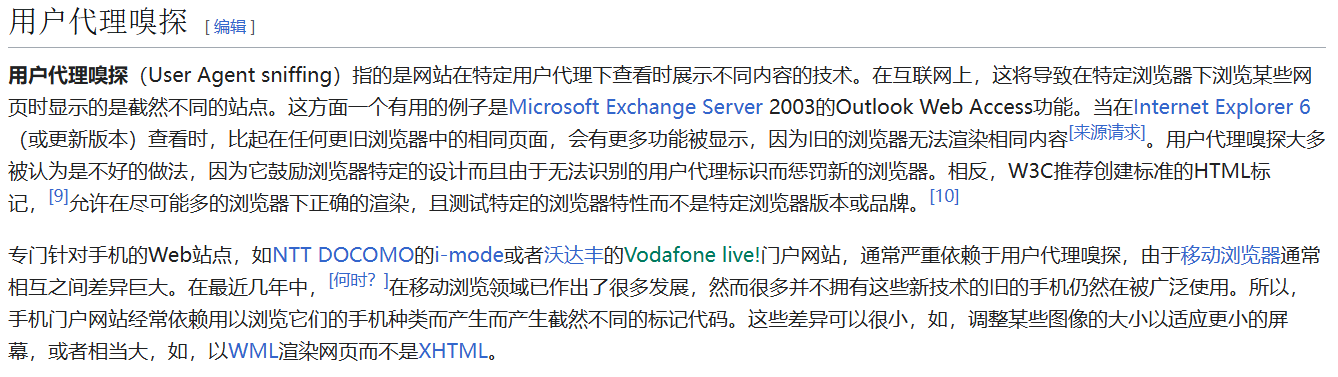 用户代理嗅探 [ 编辑 ]
用户代理嗅探（User Agent sniffing）指的是网站在特定用户代理下查看时展示不同内容的技术。在互联网上，这将导致在特定浏览器下浏览某些网
页时显示的是截然不同的站点。这方面一个有用的例子是Microsoft Exchange Server 2003的Outlook Web Access功能。当在Internet Explorer 6
（或更新版本）查看时，比起在任何更旧浏览器中的相同页面，会有更多功能被显示，因为旧的浏览器无法渲染相同内容[来源请求]。用户代理嗅探大多
被认为是不好的做法，因为它鼓励浏览器特定的设计而且由于无法识别的用户代理标识而惩罚新的浏览器。相反，W3C推荐创建标准的HTML标
记，[9]允许在尽可能多的浏览器下正确的渲染，且测试特定的浏览器特性而不是特定浏览器版本或品牌。[10]
专门针对手机的Web站点，如NTT DOCOMO的i-mode或者沃达丰的Vodafone live!门户网站，通常严重依赖于用户代理嗅探，由于移动浏览器通常
相互之间差异巨大。在最近几年中，[何时？]在移动浏览领域已作出了很多发展，然而很多并不拥有这些新技术的旧的手机仍然在被广泛使用。所以，
手机门户网站经常依赖用以浏览它们的手机种类而产生而产生截然不同的标记代码。这些差异可以很小，如，调整某些图像的大小以适应更小的屏
幕，或者相当大，如，以WML渲染网页而不是XHTML。